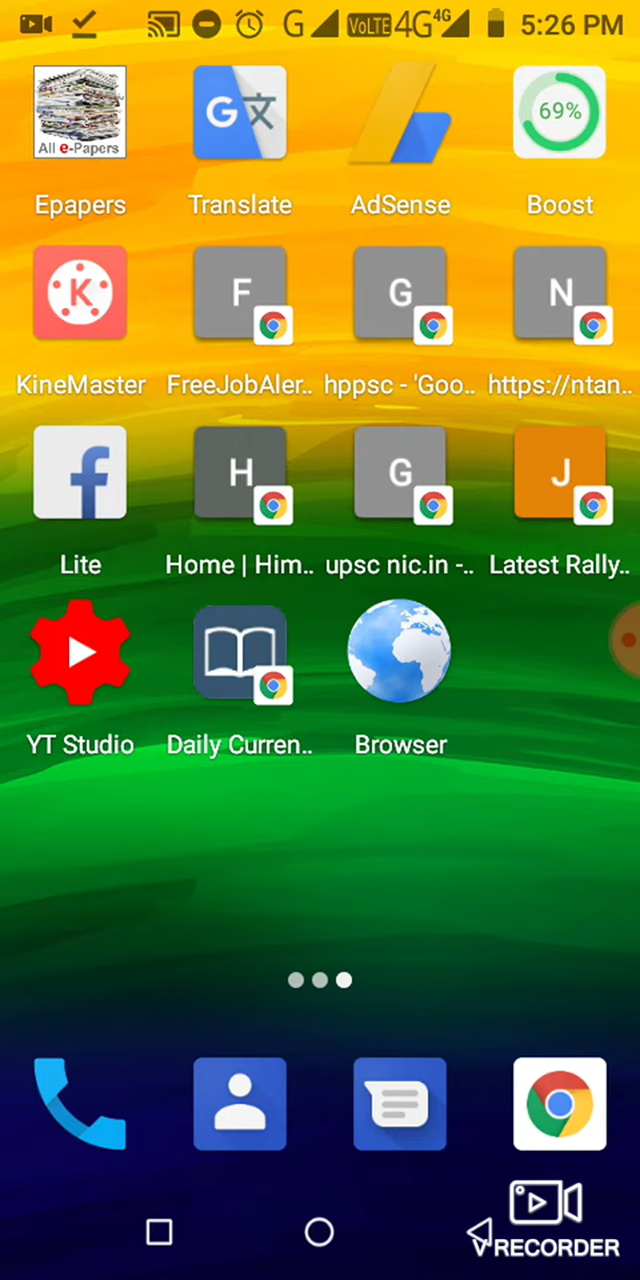 G VoLTE 4G 4G 5:26 PM
All e-Papers
G 文
69%
Epapers Translate AdSense Boost
K F G N
KineMaster FreeJobAler.. hppsc - 'Goo.. https://ntan..
f H G J
Lite Home | Him.. upsc nic.in -.. Latest Rally..
YT Studio Daily Curren.. Browser
V RECORDER